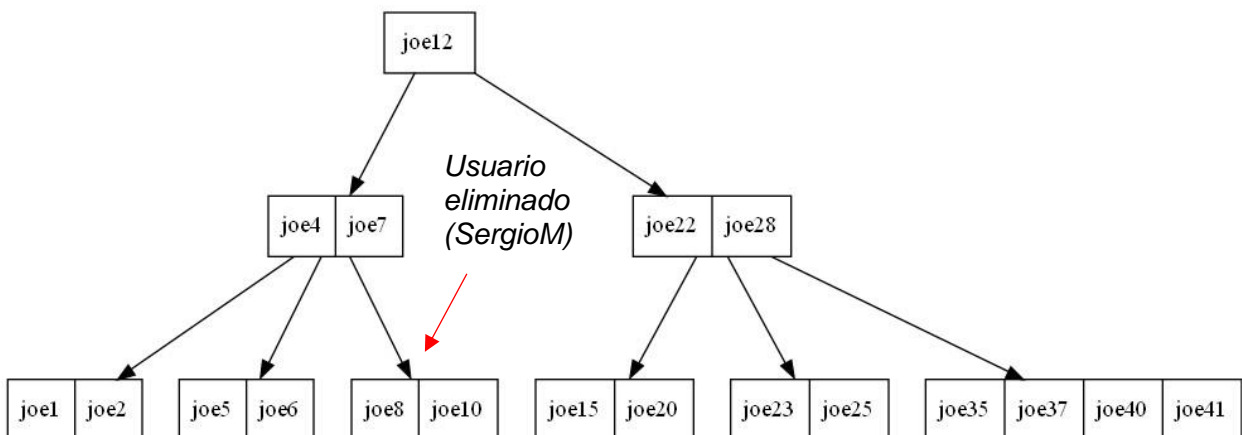 joe12
Usuario
eliminado
(SergioM)
joe4 joe7
joe22 joe28
joe1 joe2
joe5 joe6
joe8 joe10
joe15 joe20
joe23 joe25
joe35 joe37 joe40 joe41